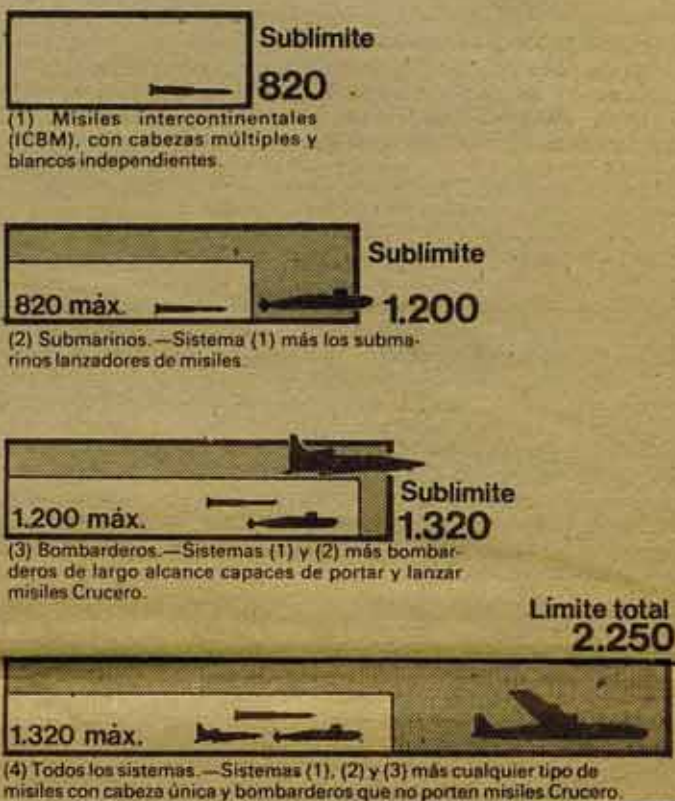 Sublímite
820
(1) Misiles intercontinentales
(ICBM), con cabezas múltiples y
blancos independientes.
820 máx.
Sublímite
1.200
(2) Submarinos.—Sistema (1) más los subma-
rinos lanzadores de misiles.
1.200 máx.
Sublímite
1.320
(3) Bombarderos.—Sistemas (1) y (2) más bombar-
deros de largo alcance capaces de portar y lanzar
misiles Crucero.
Límite total
2.250
1.320 máx.
(4) Todos los sistemas.—Sistemas (1), (2) y (3) más cualquier tipo de
misiles con cabeza única y bombarderos que no porten misiles Crucero.